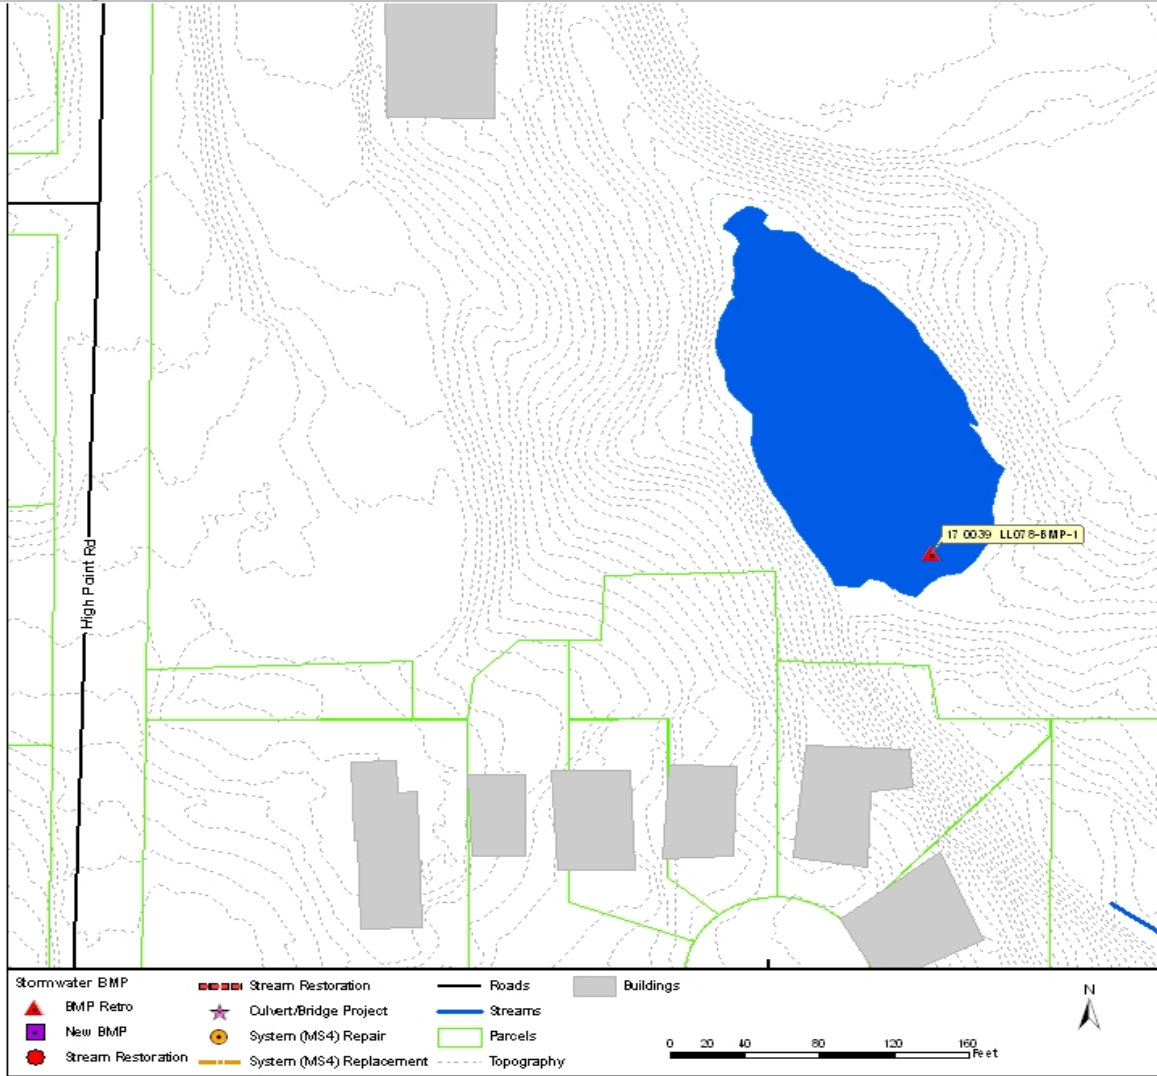 17 0039 LL078-BMP-1
High Point Rd
Stormwater BMP
BMP Retro
New BMP
Stream Restoration
Stream Restoration
Culvert/Bridge Project
System (MS4) Repair
System (MS4) Replacement
Roads
Streams
Parcels
Topography
Buildings
N
0 20 40 80 120 160
Feet